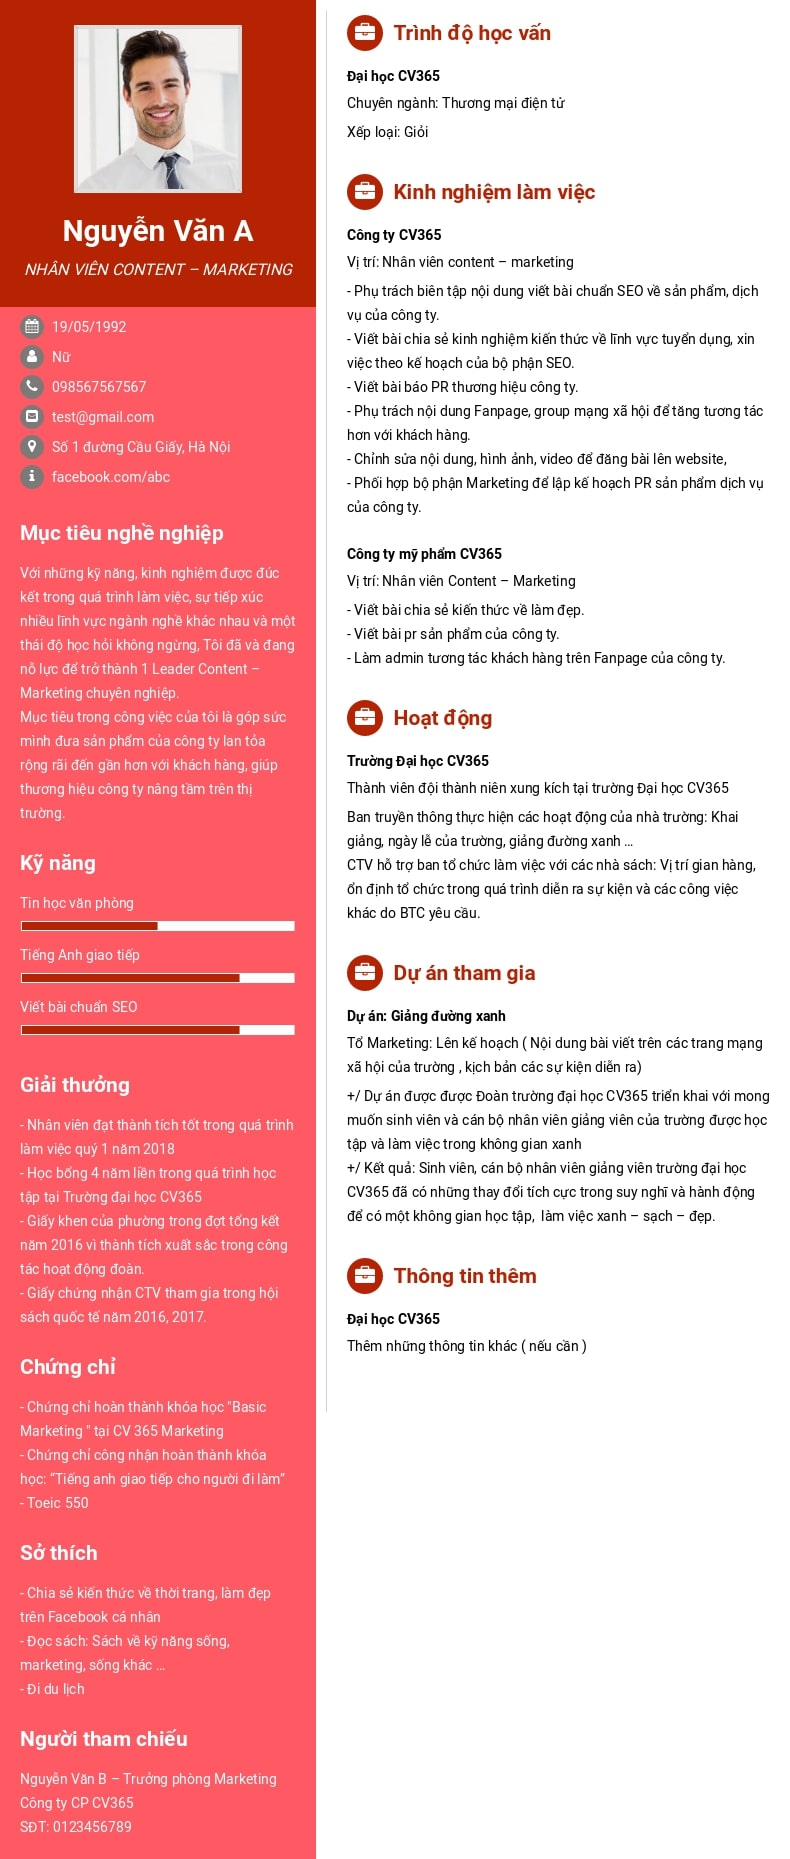 Nguyễn Văn A
NHÂN VIÊN CONTENT – MARKETING
19/05/1992
Nữ
098567567567
test@gmail.com
Số 1 đường Cầu Giấy, Hà Nội
facebook.com/abc
Mục tiêu nghề nghiệp
Với những kỹ năng, kinh nghiệm được đúc
kết trong quá trình làm việc, sự tiếp xúc
nhiều lĩnh vực ngành nghề khác nhau và một
thái độ học hỏi không ngừng, Tôi đã và đang
nỗ lực để trở thành 1 Leader Content –
Marketing chuyên nghiệp.
Mục tiêu trong công việc của tôi là góp sức
mình đưa sản phẩm của công ty lan tỏa
rộng rãi đến gần hơn với khách hàng, giúp
thương hiệu công ty nâng tầm trên thị
trường.
Kỹ năng
Tin học văn phòng
Tiếng Anh giao tiếp
Viết bài chuẩn SEO
Giải thưởng
- Nhân viên đạt thành tích tốt trong quá trình
làm việc quý 1 năm 2018
- Học bổng 4 năm liền trong quá trình học
tập tại Trường đại học CV365
- Giấy khen của phường trong đợt tổng kết
năm 2016 vì thành tích xuất sắc trong công
tác hoạt động đoàn.
- Giấy chứng nhận CTV tham gia trong hội
sách quốc tế năm 2016, 2017.
Chứng chỉ
- Chứng chỉ hoàn thành khóa học "Basic
Marketing " tại CV 365 Marketing
- Chứng chỉ công nhận hoàn thành khóa
học: “Tiếng anh giao tiếp cho người đi làm”
- Toeic 550
Sở thích
- Chia sẻ kiến thức về thời trang, làm đẹp
trên Facebook cá nhân
- Đọc sách: Sách về kỹ năng sống,
marketing, sống khác ...
- Đi du lịch
Người tham chiếu
Nguyễn Văn B – Trưởng phòng Marketing
Công ty CP CV365
SĐT: 0123456789
Trình độ học vấn
Đại học CV365
Chuyên ngành: Thương mại điện tử
Xếp loại: Giỏi
Kinh nghiệm làm việc
Công ty CV365
Vị trí: Nhân viên content – marketing
- Phụ trách biên tập nội dung viết bài chuẩn SEO về sản phẩm, dịch
vụ của công ty.
- Viết bài chia sẻ kinh nghiệm kiến thức về lĩnh vực tuyển dụng, xin
việc theo kế hoạch của bộ phận SEO.
- Viết bài báo PR thương hiệu công ty.
- Phụ trách nội dung Fanpage, group mạng xã hội để tăng tương tác
hơn với khách hàng.
- Chỉnh sửa nội dung, hình ảnh, video để đăng bài lên website,
- Phối hợp bộ phận Marketing để lập kế hoạch PR sản phẩm dịch vụ
của công ty.
Công ty mỹ phẩm CV365
Vị trí: Nhân viên Content – Marketing
- Viết bài chia sẻ kiến thức về làm đẹp.
- Viết bài pr sản phẩm của công ty.
- Làm admin tương tác khách hàng trên Fanpage của công ty.
Hoạt động
Trường Đại học CV365
Thành viên đội thành niên xung kích tại trường Đại học CV365
Ban truyền thông thực hiện các hoạt động của nhà trường: Khai
giảng, ngày lễ của trường, giảng đường xanh ...
CTV hỗ trợ ban tổ chức làm việc với các nhà sách: Vị trí gian hàng,
ổn định tổ chức trong quá trình diễn ra sự kiện và các công việc
khác do BTC yêu cầu.
Dự án tham gia
Dự án: Giảng đường xanh
Tổ Marketing: Lên kế hoạch ( Nội dung bài viết trên các trang mạng
xã hội của trường , kịch bản các sự kiện diễn ra)
+/ Dự án được được Đoàn trường đại học CV365 triển khai với mong
muốn sinh viên và cán bộ nhân viên giảng viên của trường được học
tập và làm việc trong không gian xanh
+/ Kết quả: Sinh viên, cán bộ nhân viên giảng viên trường đại học
CV365 đã có những thay đổi tích cực trong suy nghĩ và hành động
để có một không gian học tập,  làm việc xanh – sạch – đẹp.
Thông tin thêm
Đại học CV365
Thêm những thông tin khác ( nếu cần )